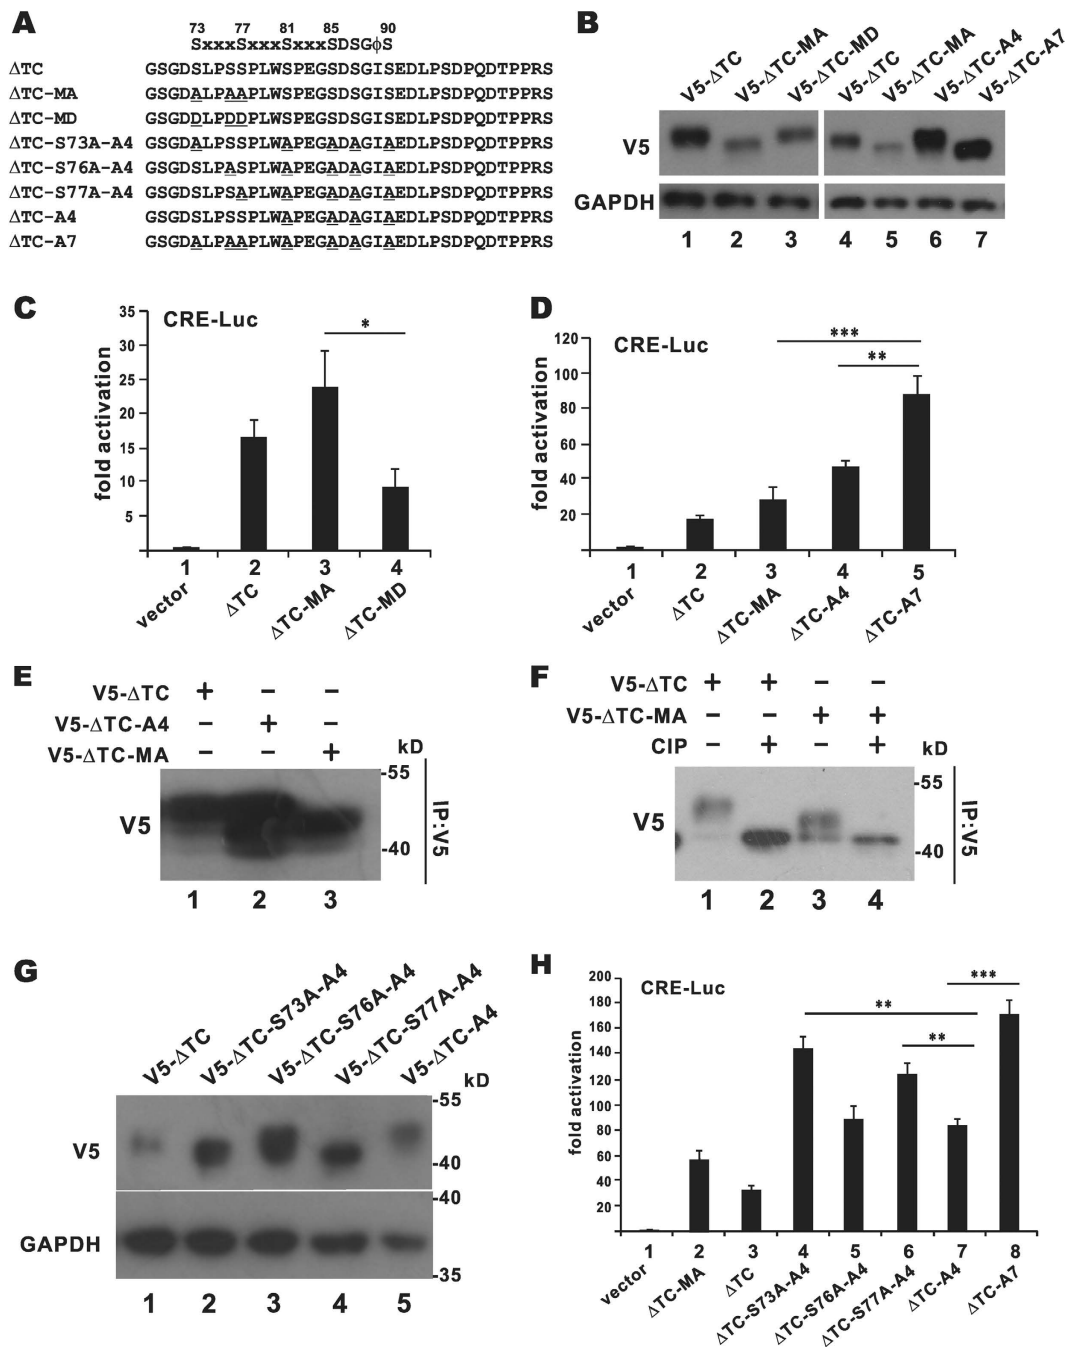 A
73 77 81 85 90
SxxxSxxxSxxxSDSGϕS
ΔTC GSGDSLPSSPLWSPEGSDSGISEDLPSDPQDTPPRS
ΔTC-MA GSGDALPAAPLWSPEGSDSGISEDLPSDPQDTPPRS
ΔTC-MD GSGDDLPDDPLWSPEGSDSGISEDLPSDPQDTPPRS
ΔTC-S73A-A4 GSGDALPSSPLWAPEGADAGIAEDLPSDPQDTPPRS
ΔTC-S76A-A4 GSGDSLPASPLWAPEGADAGIAEDLPSDPQDTPPRS
ΔTC-S77A-A4 GSGDSLPSAPLWAPEGADAGIAEDLPSDPQDTPPRS
ΔTC-A4 GSGDSLPSSPLWAPEGADAGIAEDLPSDPQDTPPRS
ΔTC-A7 GSGDALPAAPLWAPEGADAGIAEDLPSDPQDTPPRS
B
V5-ΔTC V5-ΔTC-MA V5-ΔTC-MD V5-ΔTC V5-ΔTC-MA V5-ΔTC-A4 V5-ΔTC-A7
V5
GAPDH
1 2 3 4 5 6 7
C
CRE-Luc
fold activation
35
30
25
20
15
10
5
*
1 2 3 4
vector ΔTC ΔTC-MA ΔTC-MD
D
CRE-Luc
fold activation
120
100
80
60
40
20
***
**
1 2 3 4 5
vector ΔTC ΔTC-MA ΔTC-A4 ΔTC-A7
E
V5-ΔTC + – –
V5-ΔTC-A4 – + –
V5-ΔTC-MA – – +
kD
-55
V5
-40
IP:V5
1 2 3
F
V5-ΔTC + + – –
V5-ΔTC-MA – – + +
CIP – + – +
kD
-55
V5
-40
IP:V5
1 2 3 4
G
V5-ΔTC V5-ΔTC-S73A-A4 V5-ΔTC-S76A-A4 V5-ΔTC-S77A-A4 V5-ΔTC-A4
kD
-55
V5
-40
-40
GAPDH
-35
1 2 3 4 5
H
CRE-Luc
fold activation
200
180
160
140
120
100
80
60
40
20
***
**
**
1 2 3 4 5 6 7 8
vector ΔTC-MA ΔTC ΔTC-S73A-A4 ΔTC-S76A-A4 ΔTC-S77A-A4 ΔTC-A4 ΔTC-A7